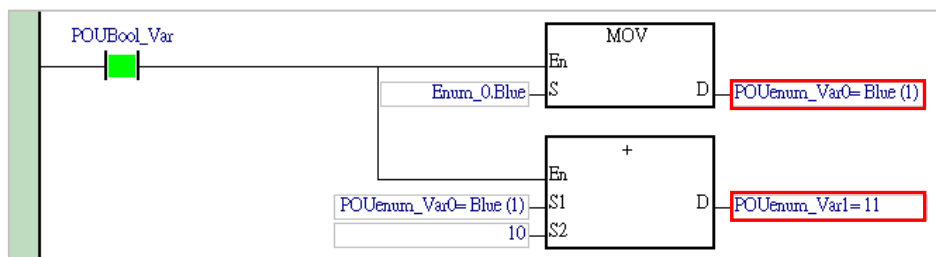 POUBool_Var
MOV
En
Enum_0.Blue S D POUenum_Var0= Blue (1)
+
En
POUenum_Var0= Blue (1) S1 D POUenum_Var1= 11
10 S2